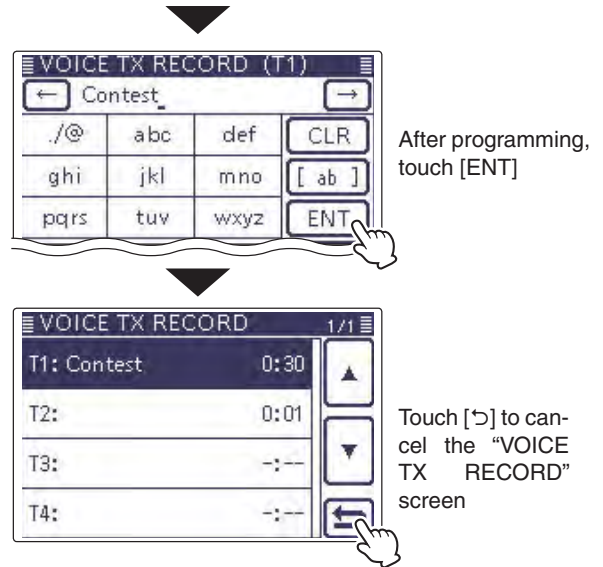 VOICE TX RECORD (T1)
← Contest_ →
./@ abc def CLR
ghi jkl mno [ ab ]
pqrs tuv wxyz ENT
After programming,
touch [ENT]
VOICE TX RECORD 1/1
T1: Contest 0:30
T2: 0:01
T3: -:--
T4: -:--
Touch [⮌] to can-
cel the “VOICE
TX RECORD”
screen